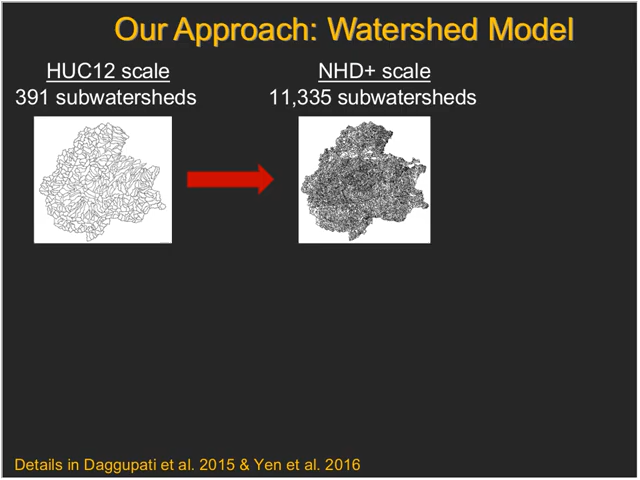 Our Approach: Watershed Model
HUC12 scale
391 subwatersheds
NHD+ scale
11,335 subwatersheds
Details in Daggupati et al. 2015 & Yen et al. 2016